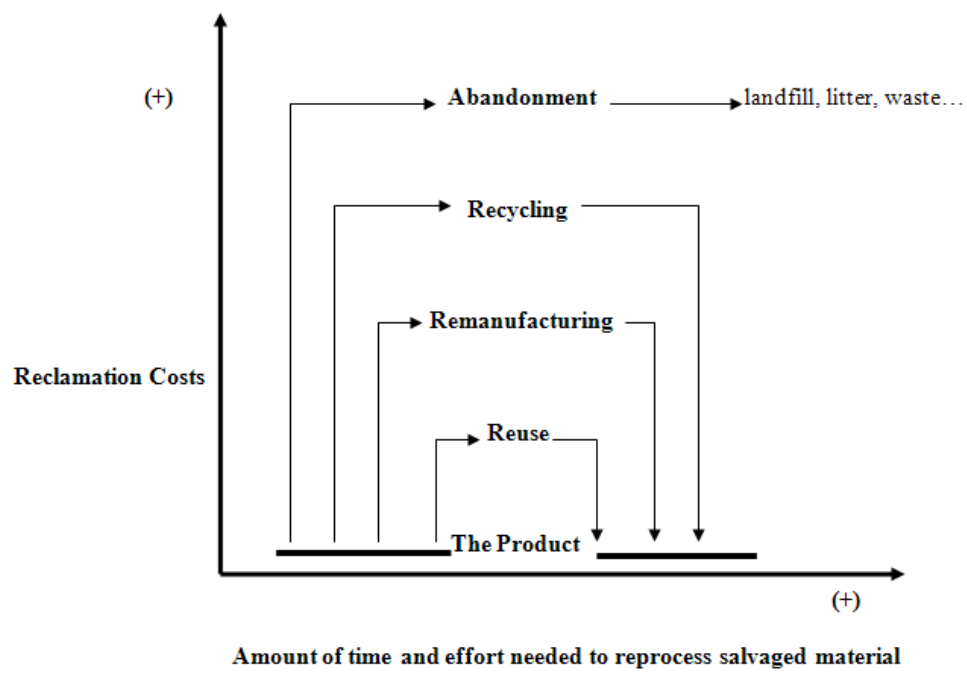 (+)
Abandonment
landfill, litter, waste…
Recycling
Remanufacturing
Reclamation Costs
Reuse
The Product
(+)
Amount of time and effort needed to reprocess salvaged material